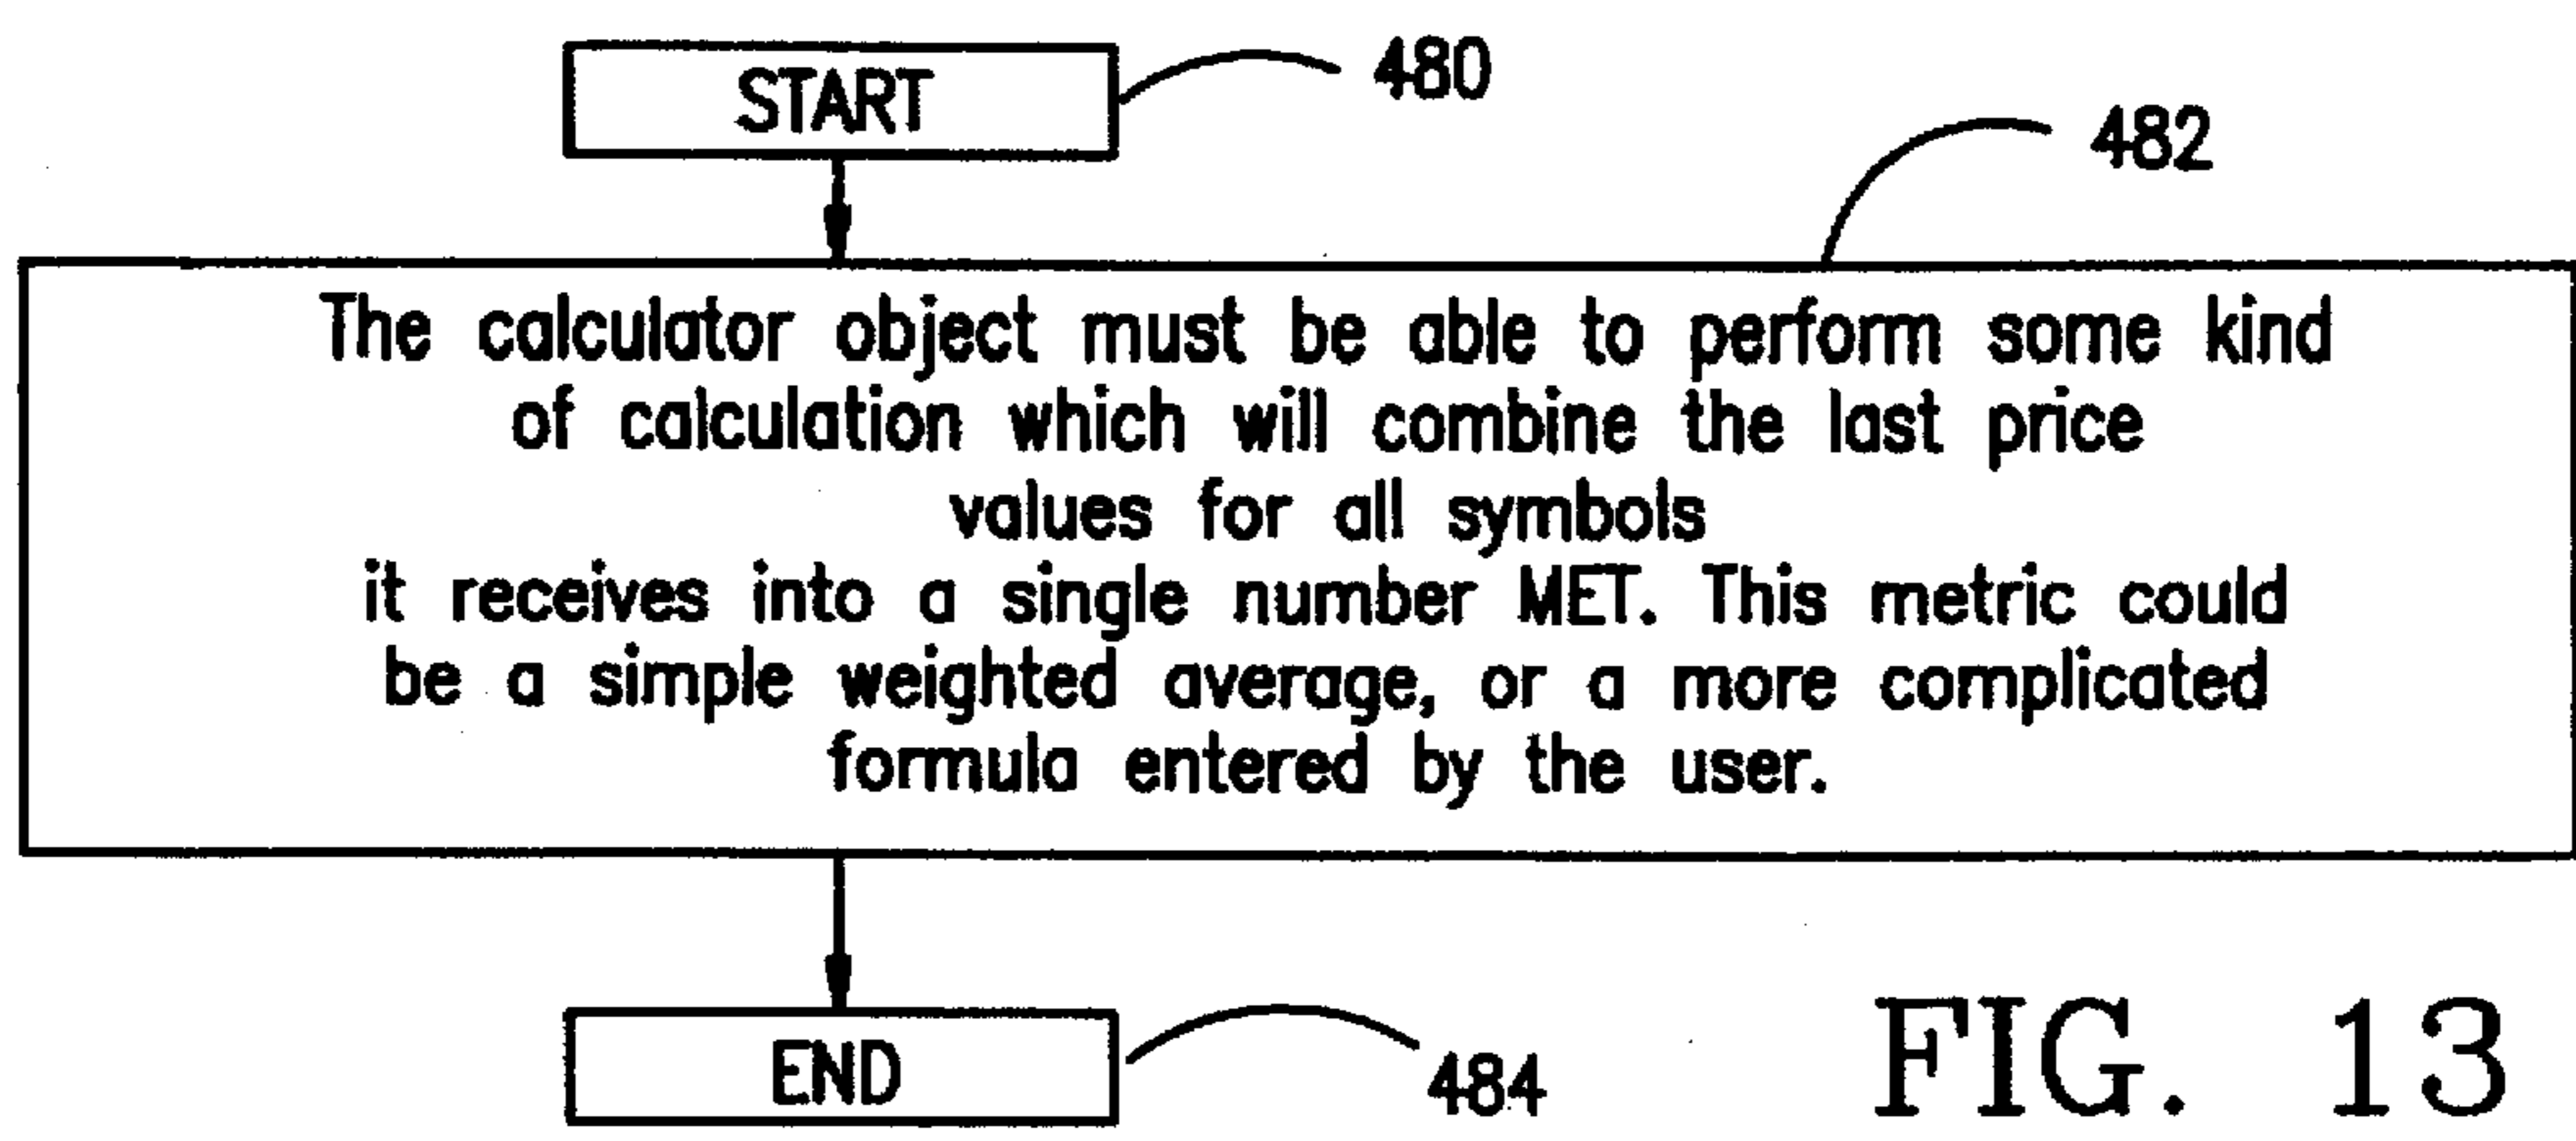 START
480
482
The calculator object must be able to perform some kind
of calculation which will combine the last price
values for all symbols
it receives into a single number MET. This metric could
be a simple weighted average, or a more complicated
formula entered by the user.
END
484
FIG. 13